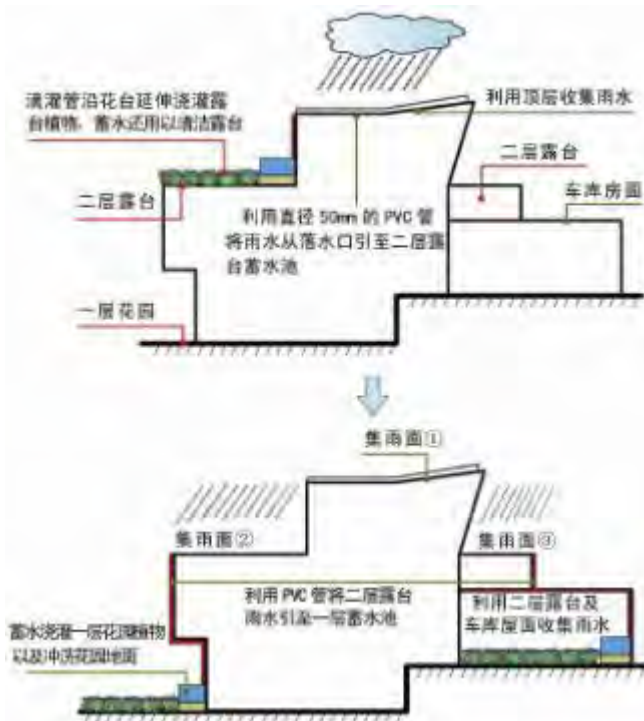 滴灌管沿花台延伸浇灌露
台植物，蓄水还用以清洁露台
利用顶层收集雨水
二层露台
车库房面
二层露台
利用直径 50mm 的 PVC 管
将雨水从落水口引至二层露
台蓄水池
一层花园
集雨面①
集雨面②
集雨面③
利用 PVC 管将二层露台
雨水引至一层蓄水池
利用二层露台及
车库屋面收集雨水
蓄水浇灌一层花园植物
以及冲洗花园地面